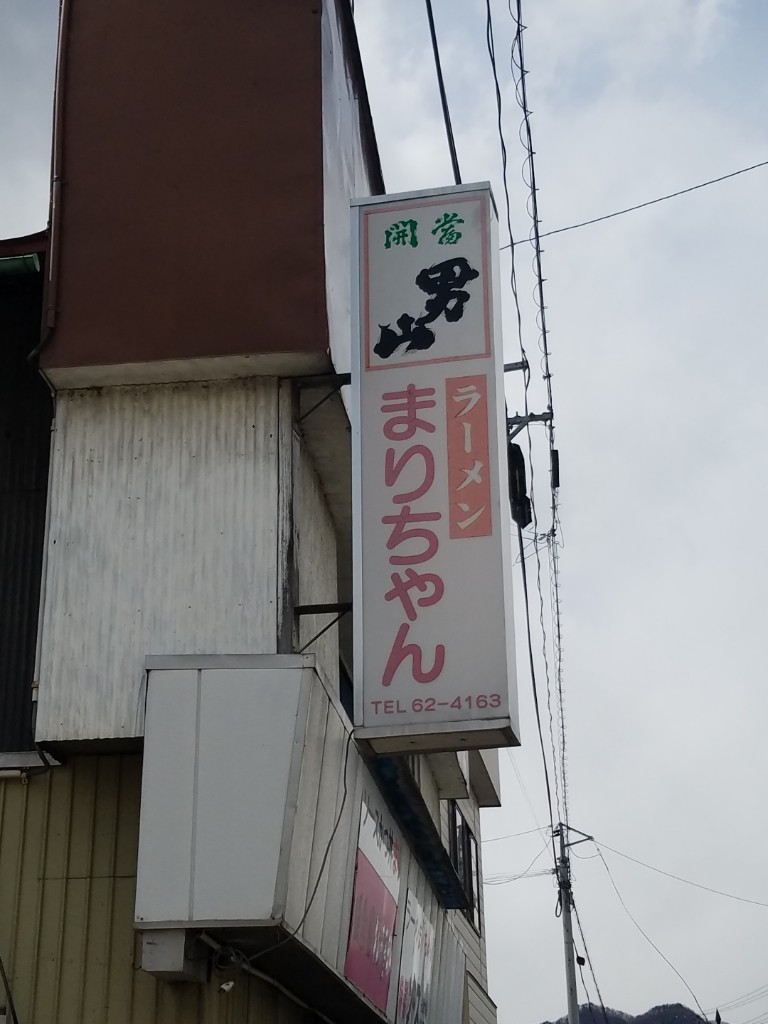 開當
男山
ラーメン
まりちゃん
TEL 62-4163